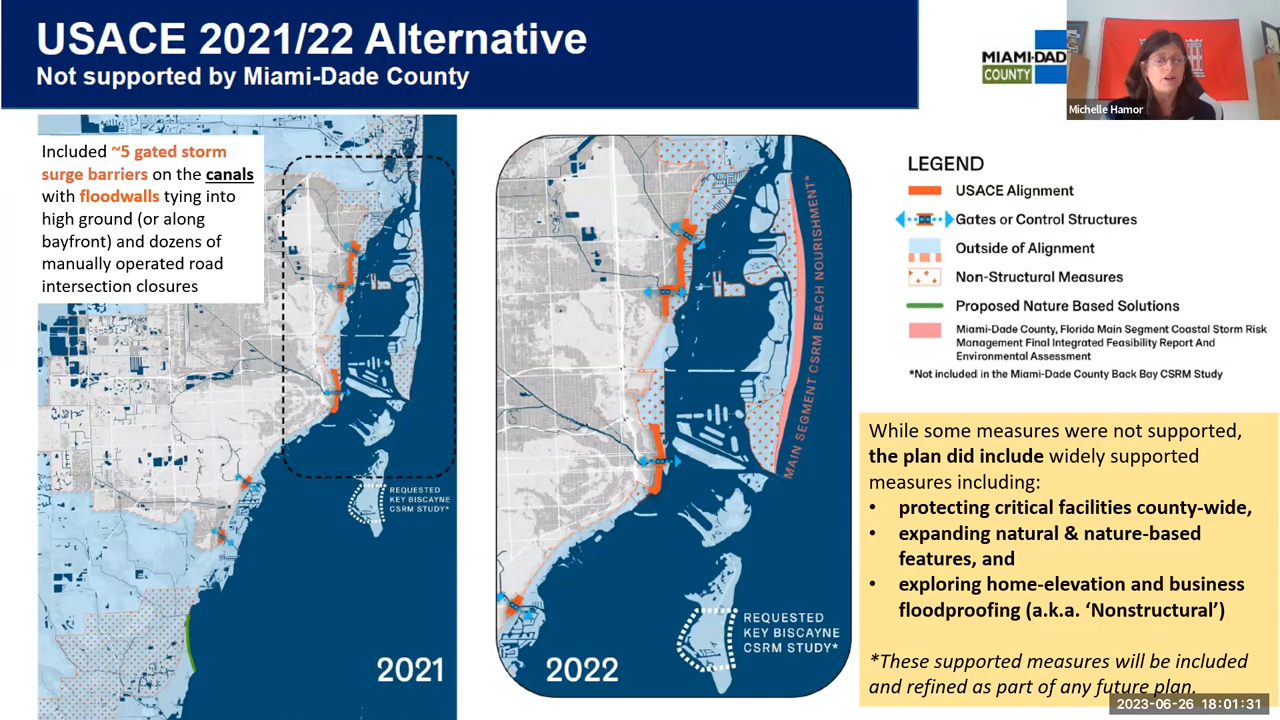 USACE 2021/22 Alternative
Not supported by Miami-Dade County
MIAMI-DAD
COUNTY
Michelle Hamor
Included ~5 gated storm
surge barriers on the canals
with floodwalls tying into
high ground (or along
bayfront) and dozens of
manually operated road
intersection closures
REQUESTED
KEY BISCAYNE
CSRM STUDY*
2021
MAIN SEGMENT CSRM BEACH NOURISHMENT*
REQUESTED
KEY BISCAYNE
CSRM STUDY*
2022
LEGEND
USACE Alignment
Gates or Control Structures
Outside of Alignment
Non-Structural Measures
Proposed Nature Based Solutions
Miami-Dade County, Florida Main Segment Coastal Storm Risk
Management Final Integrated Feasibility Report And
Environmental Assessment
*Not included in the Miami-Dade County Back Bay CSRM Study
While some measures were not supported,
the plan did include widely supported
measures including:
• protecting critical facilities county-wide,
• expanding natural & nature-based
features, and
• exploring home-elevation and business
floodproofing (a.k.a. ‘Nonstructural’)
*These supported measures will be included
and refined as part of any future plan.
2023-06-26 18:01:31